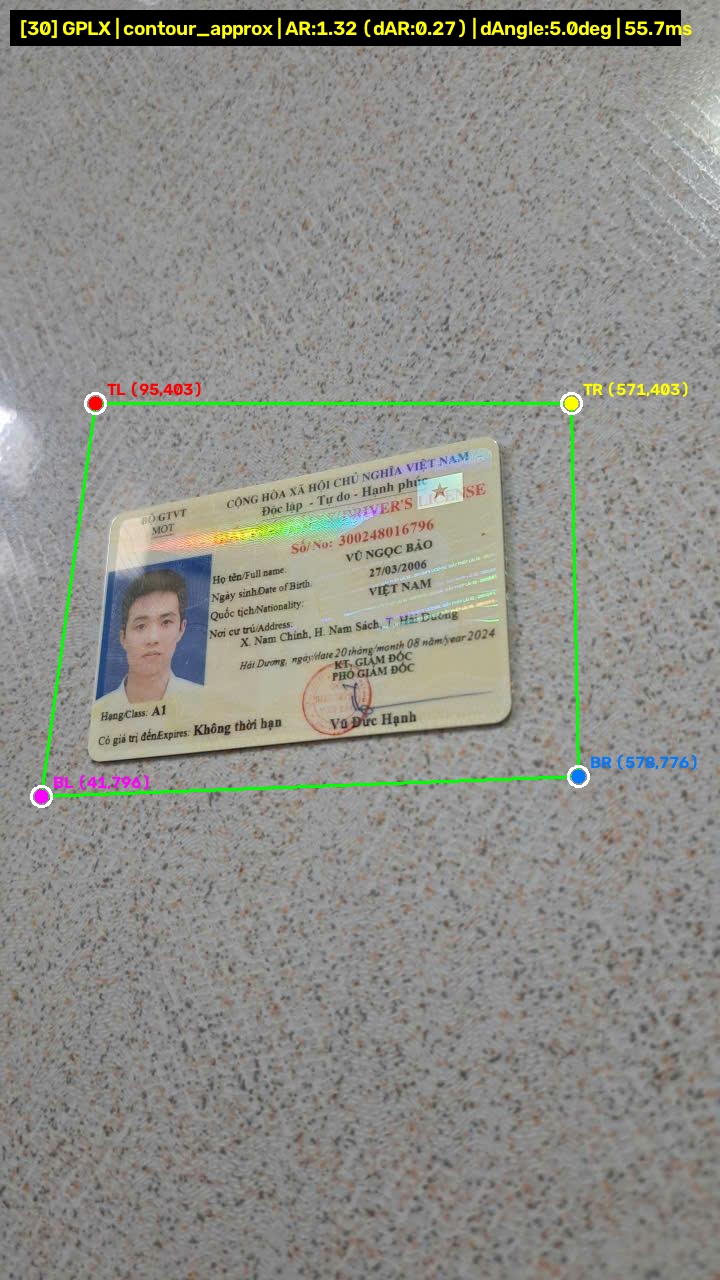 [30] GPLX | contour_approx | AR:1.32 (dAR:0.27) | dAngle:5.0deg | 55.7ms
TL (95,403)
TR (571,403)
BỘ GTVT
MOT
CỘNG HÒA XÃ HỘI CHỦ NGHĨA VIỆT NAM
Độc lập - Tự do - Hạnh phúc
DRIVER'S LICENSE
Số/No: 300248016796
Họ tên/Full name:
VŨ NGỌC BẢO
Ngày sinh/Date of Birth:
27/03/2006
Quốc tịch/Nationality:
VIỆT NAM
Nơi cư trú/Address:
X. Nam Chính, H. Nam Sách, T. Hải Dương
Hải Dương, ngày/date 20 tháng/month 08 năm/year 2024
KT. GIÁM ĐỐC
PHÓ GIÁM ĐỐC
Hạng/Class: A1
Có giá trị đến/Expires: Không thời hạn
Vũ Đức Hạnh
BL (41,796)
BR (578,776)